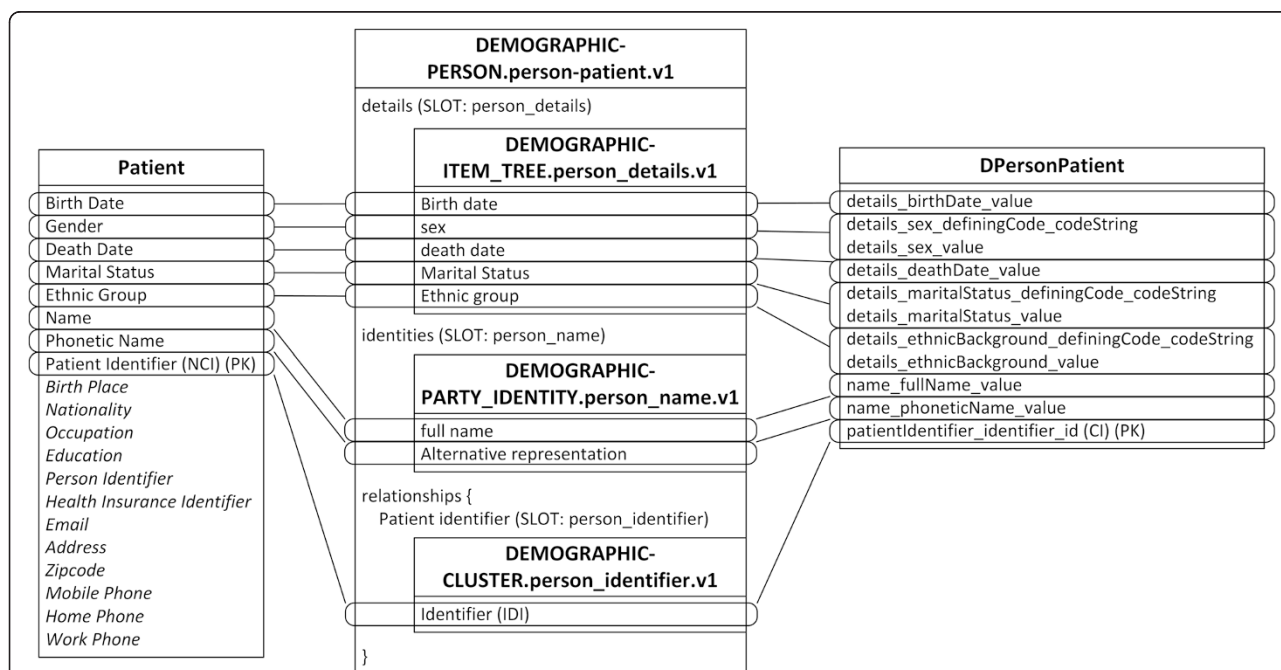 Patient
Birth Date
Gender
Death Date
Marital Status
Ethnic Group
Name
Phonetic Name
Patient Identifier (NCI) (PK)
Birth Place
Nationality
Occupation
Education
Person Identifier
Health Insurance Identifier
Email
Address
Zipcode
Mobile Phone
Home Phone
Work Phone
DEMOGRAPHIC-
PERSON.person-patient.v1
details (SLOT: person_details)
DEMOGRAPHIC-
ITEM_TREE.person_details.v1
Birth date
sex
death date
Marital Status
Ethnic group
identities (SLOT: person_name)
DEMOGRAPHIC-
PARTY_IDENTITY.person_name.v1
full name
Alternative representation
relationships {
Patient identifier (SLOT: person_identifier)
DEMOGRAPHIC-
CLUSTER.person_identifier.v1
Identifier (IDI)
}
DPersonPatient
details_birthDate_value
details_sex_definingCode_codeString
details_sex_value
details_deathDate_value
details_maritalStatus_definingCode_codeString
details_maritalStatus_value
details_ethnicBackground_definingCode_codeString
details_ethnicBackground_value
name_fullName_value
name_phoneticName_value
patientIdentifier_identifier_id (CI) (PK)